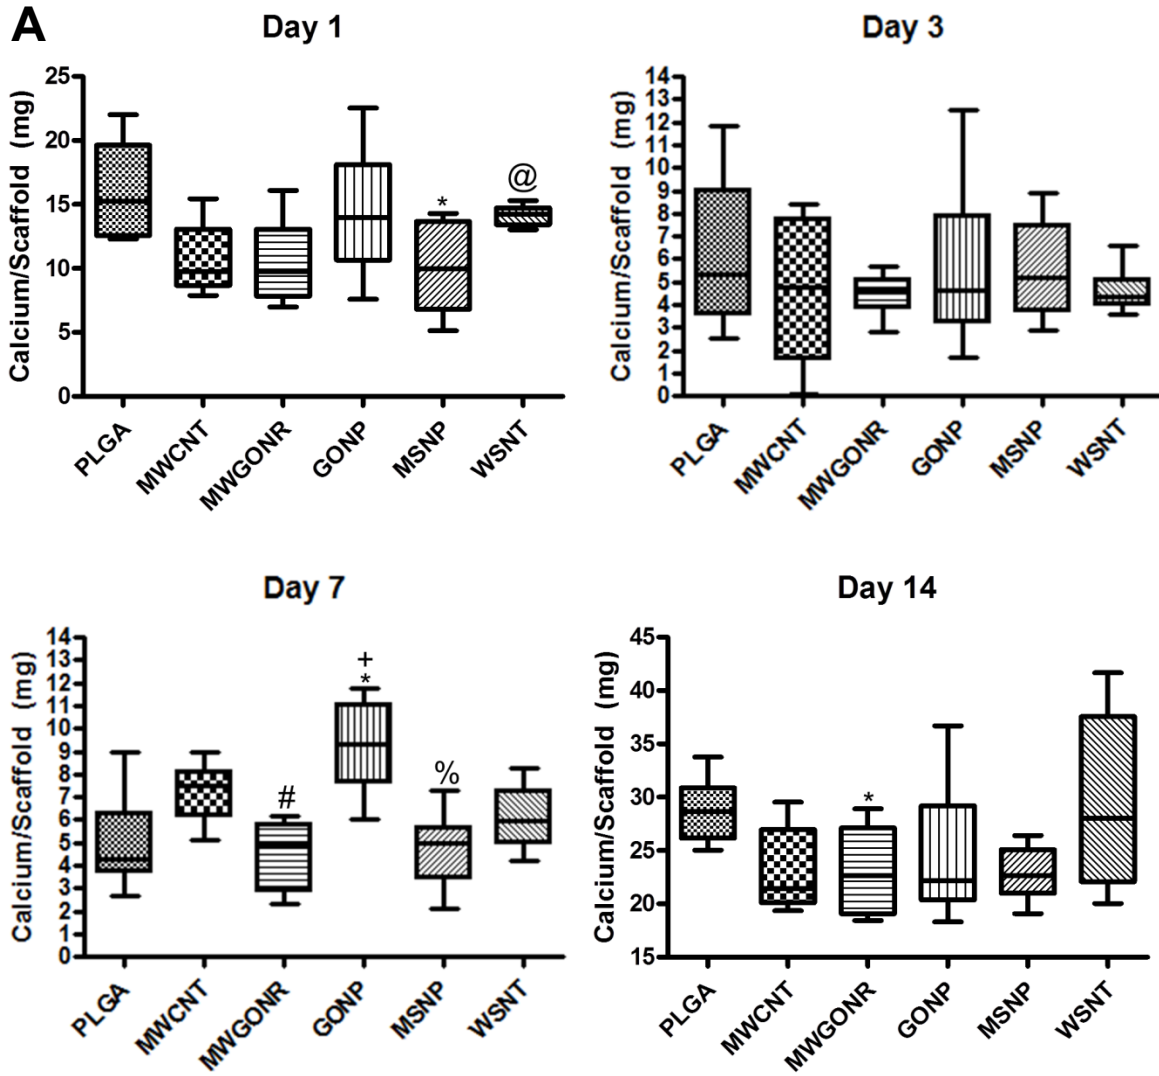 A
Day 1
Calcium/Scaffold (mg)
25
20
15
10
5
0
*
@
PLGA
MWCNT
MWGONR
GONP
MSNP
WSNT
Day 3
Calcium/Scaffold (mg)
14
13
12
11
10
9
8
7
6
5
4
3
2
1
0
PLGA
MWCNT
MWGONR
GONP
MSNP
WSNT
Day 7
Calcium/Scaffold (mg)
14
13
12
11
10
9
8
7
6
5
4
3
2
1
0
#
+
*
%
PLGA
MWCNT
MWGONR
GONP
MSNP
WSNT
Day 14
Calcium/Scaffold (mg)
45
40
35
30
25
20
15
*
PLGA
MWCNT
MWGONR
GONP
MSNP
WSNT